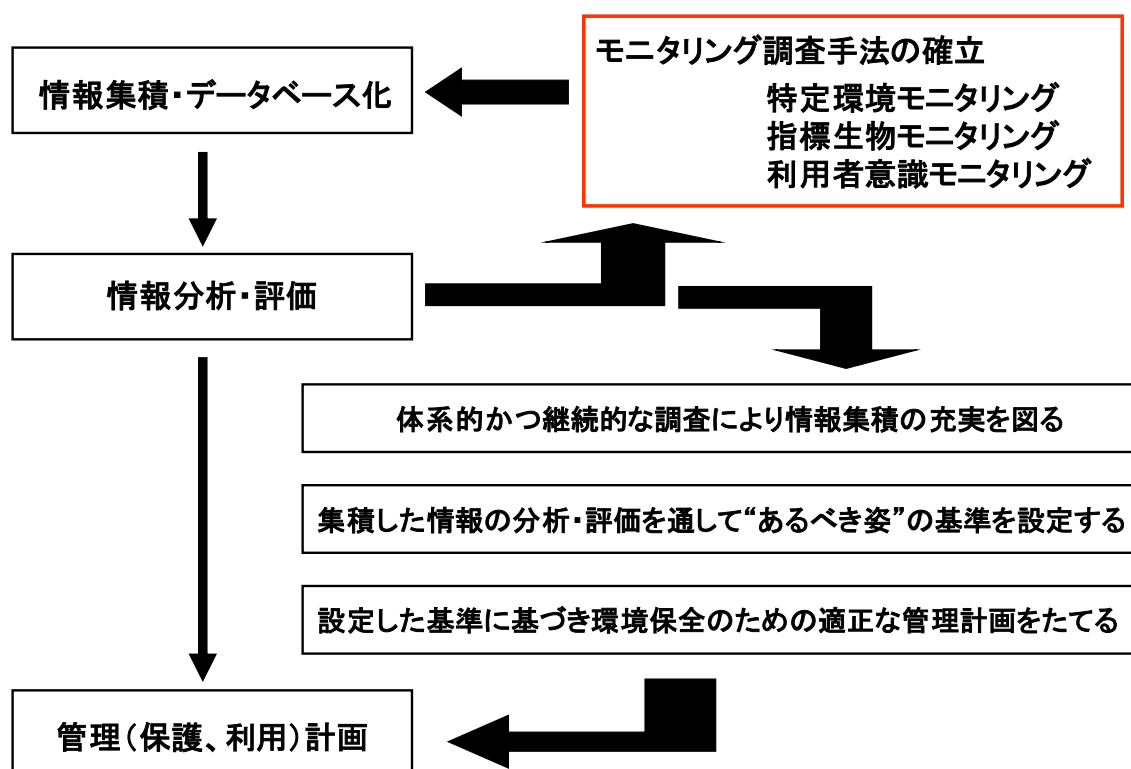 情報集積・データベース化
モニタリング調査手法の確立
特定環境モニタリング
指標生物モニタリング
利用者意識モニタリング
情報分析・評価
体系的かつ継続的な調査により情報集積の充実を図る
集積した情報の分析・評価を通して“あるべき姿”の基準を設定する
設定した基準に基づき環境保全のための適正な管理計画をたてる
管理(保護、利用)計画